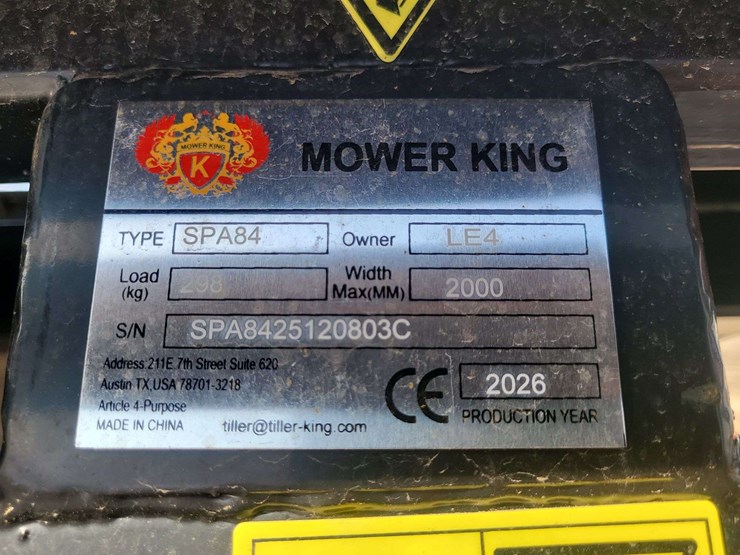 MOWER KING
K
MOWER KING
TYPE SPA84 Owner LE4
Load (kg) 298 Width Max(MM) 2000
S/N SPA8425120803C
Address 211E 7th Street Suite 620
Austin TX,USA 78701-3218
Article 4-Purpose
MADE IN CHINA tiller@tiller-king.com
CE 2026
PRODUCTION YEAR